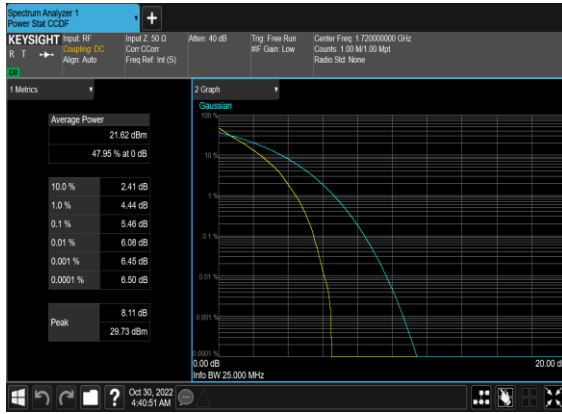 Spectrum Analyzer 1
Power Stat CCDF
KEYSIGHT
R T
LXI
Input: RF
Coupling: DC
Align: Auto
Input Z: 50 Ω
Corr CCorr
Freq Ref: Int (S)
Atten: 40 dB
Trig: Free Run
#IF Gain: Low
Center Freq: 1.720000000 GHz
Counts: 1.00 M/1.00 Mpt
Radio Std: None
1 Metrics
Average Power
21.62 dBm
47.95 % at 0 dB
10.0 % 2.41 dB
1.0 % 4.44 dB
0.1 % 5.46 dB
0.01 % 6.08 dB
0.001 % 6.45 dB
0.0001 % 6.50 dB
Peak
8.11 dB
29.73 dBm
2 Graph
Gaussian
100 %
10 %
1 %
0.1 %
0.01 %
0.001 %
0.0001 %
0.00 dB
20.00 d
Info BW 25.000 MHz
?
Oct 30, 2022
4:40:51 AM